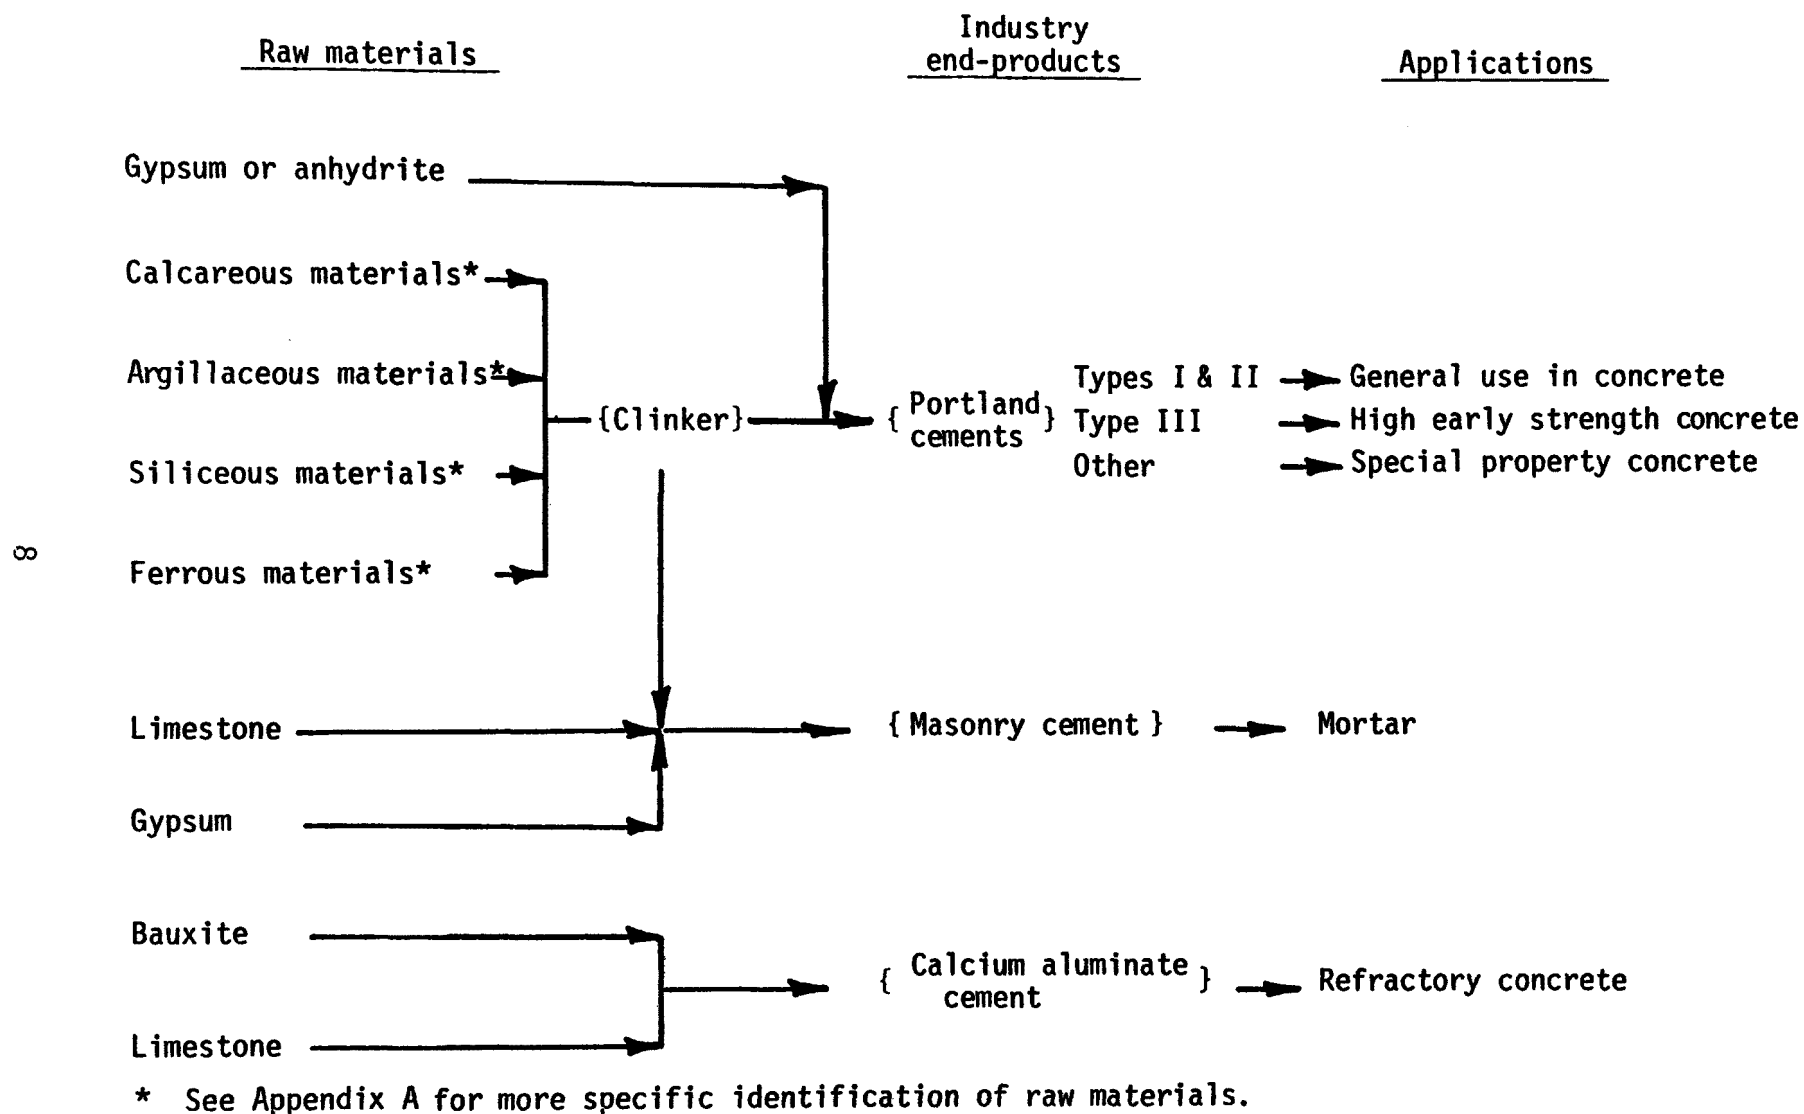 Raw materials
Industry
end-products
Applications
Gypsum or anhydrite
Calcareous materials*
Argillaceous materials*
Siliceous materials*
Ferrous materials*
{Clinker}
{ Portland }
cements
Types I & II
Type III
Other
General use in concrete
High early strength concrete
Special property concrete
8
Limestone
{ Masonry cement }
Mortar
Gypsum
Bauxite
{ Calcium aluminate }
cement
Refractory concrete
Limestone
* See Appendix A for more specific identification of raw materials.